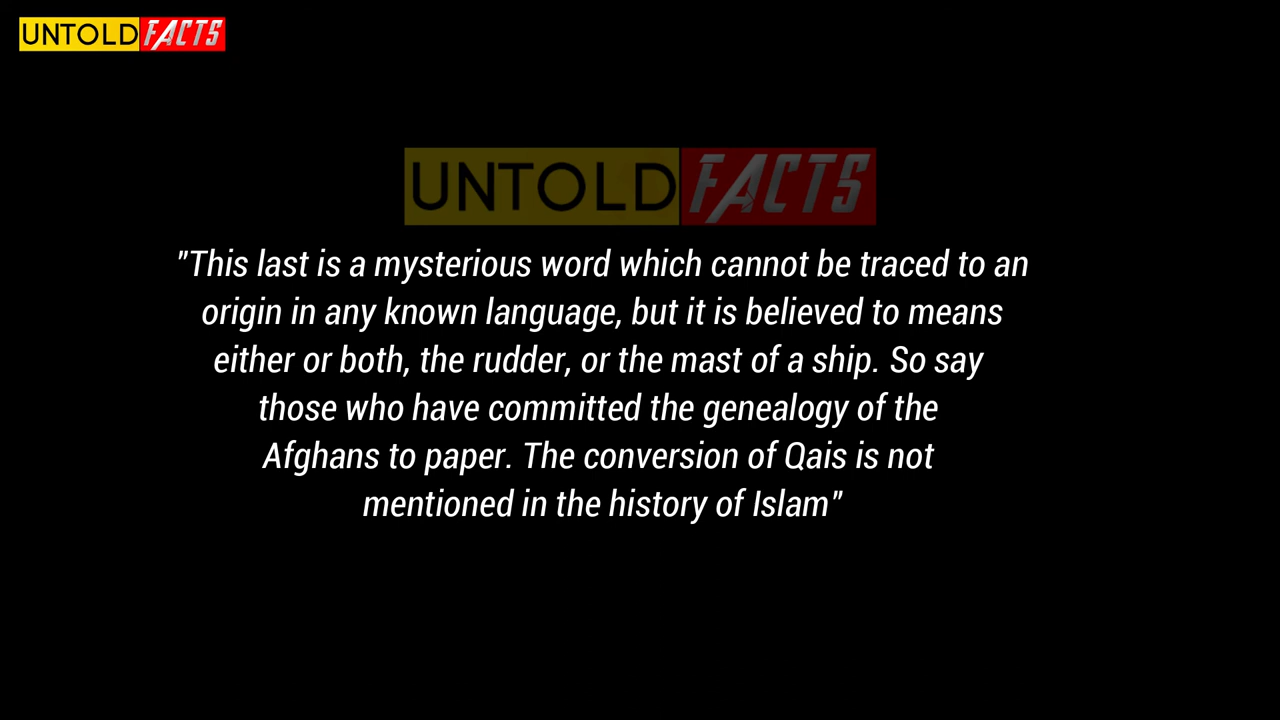 UNTOLD FACTS
UNTOLD FACTS
"This last is a mysterious word which cannot be traced to an
origin in any known language, but it is believed to means
either or both, the rudder, or the mast of a ship. So say
those who have committed the genealogy of the
Afghans to paper. The conversion of Qais is not
mentioned in the history of Islam"